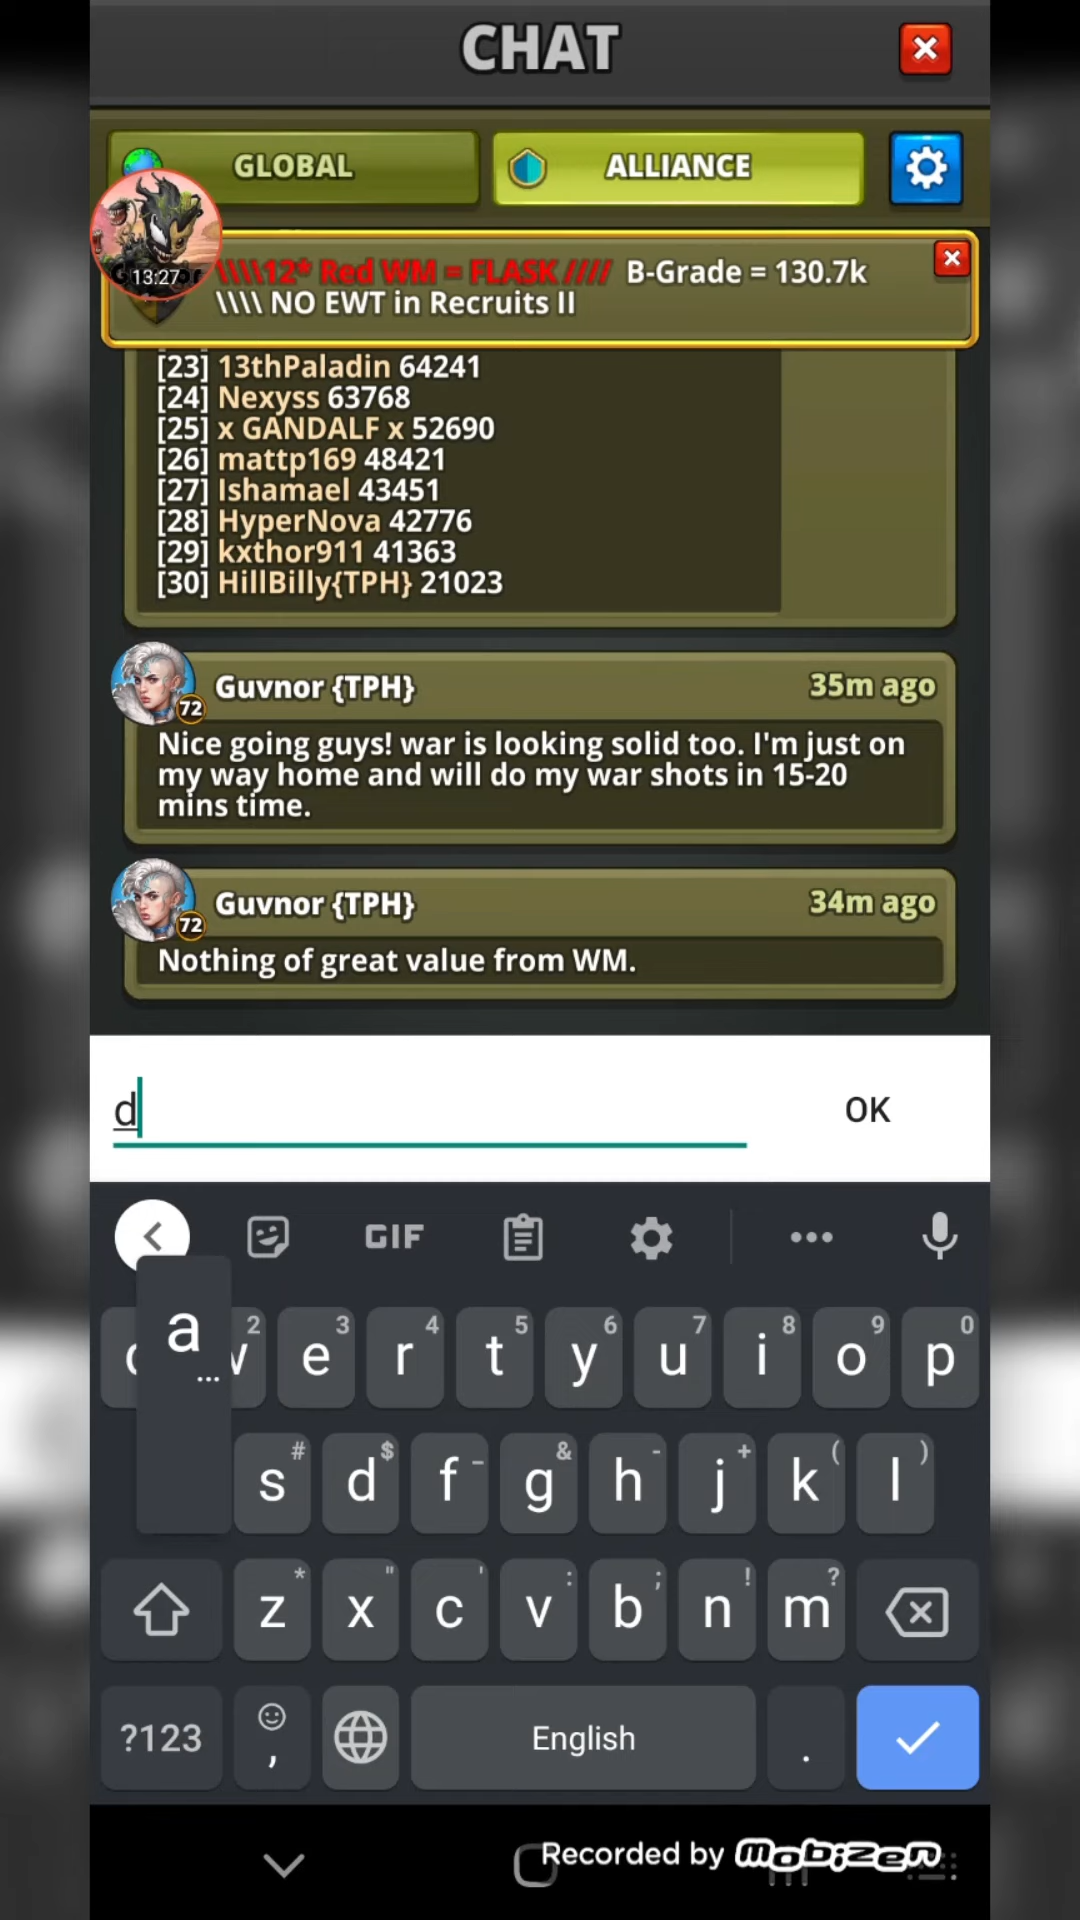 CHAT
GLOBAL
ALLIANCE
13:27
\\\\12* Red WM = FLASK //// B-Grade = 130.7k
\\\\ NO EWT in Recruits II
[23] 13thPaladin 64241
[24] Nexyss 63768
[25] x GANDALF x 52690
[26] mattp169 48421
[27] Ishamael 43451
[28] HyperNova 42776
[29] kxthor911 41363
[30] HillBilly{TPH} 21023
Guvnor {TPH}
35m ago
72
Nice going guys! war is looking solid too. I'm just on
my way home and will do my war shots in 15-20
mins time.
Guvnor {TPH}
34m ago
72
Nothing of great value from WM.
d
OK
GIF
a
...
2 3 4 5 6 7 8 9 0
w e r t y u i o p
# $ _ & - + ( )
s d f g h j k l
* " ' : ; ! ?
z x c v b n m
?123
,
English
.
Recorded by Mobizen